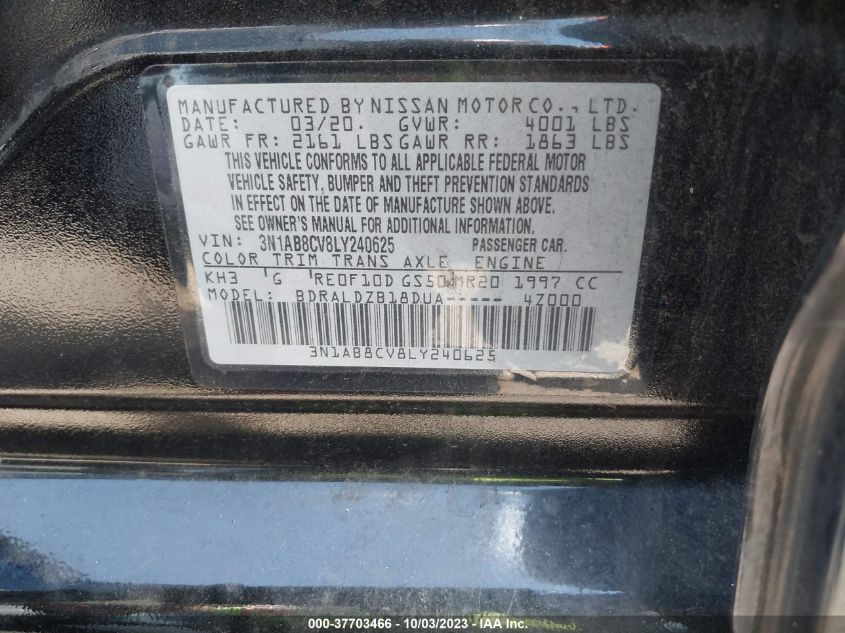 MANUFACTURED BY NISSAN MOTOR CO., LTD.
DATE: 03/20. GVWR: 4001 LBS
GAWR FR: 2161 LBS GAWR RR: 1863 LBS
THIS VEHICLE CONFORMS TO ALL APPLICABLE FEDERAL MOTOR
VEHICLE SAFETY, BUMPER AND THEFT PREVENTION STANDARDS
IN EFFECT ON THE DATE OF MANUFACTURE SHOWN ABOVE.
SEE OWNER'S MANUAL FOR ADDITIONAL INFORMATION.
VIN: 3N1AB8CV8LY240625 PASSENGER CAR.
COLOR TRIM TRANS AXLE ENGINE
KH3 'G RE0F10D GS50 MR20 1997 CC
MODEL: BDRALDZB18DUA----- 4Z000
3N1AB8CV8LY240625
000-37703466 - 10/03/2023 - IAA Inc.